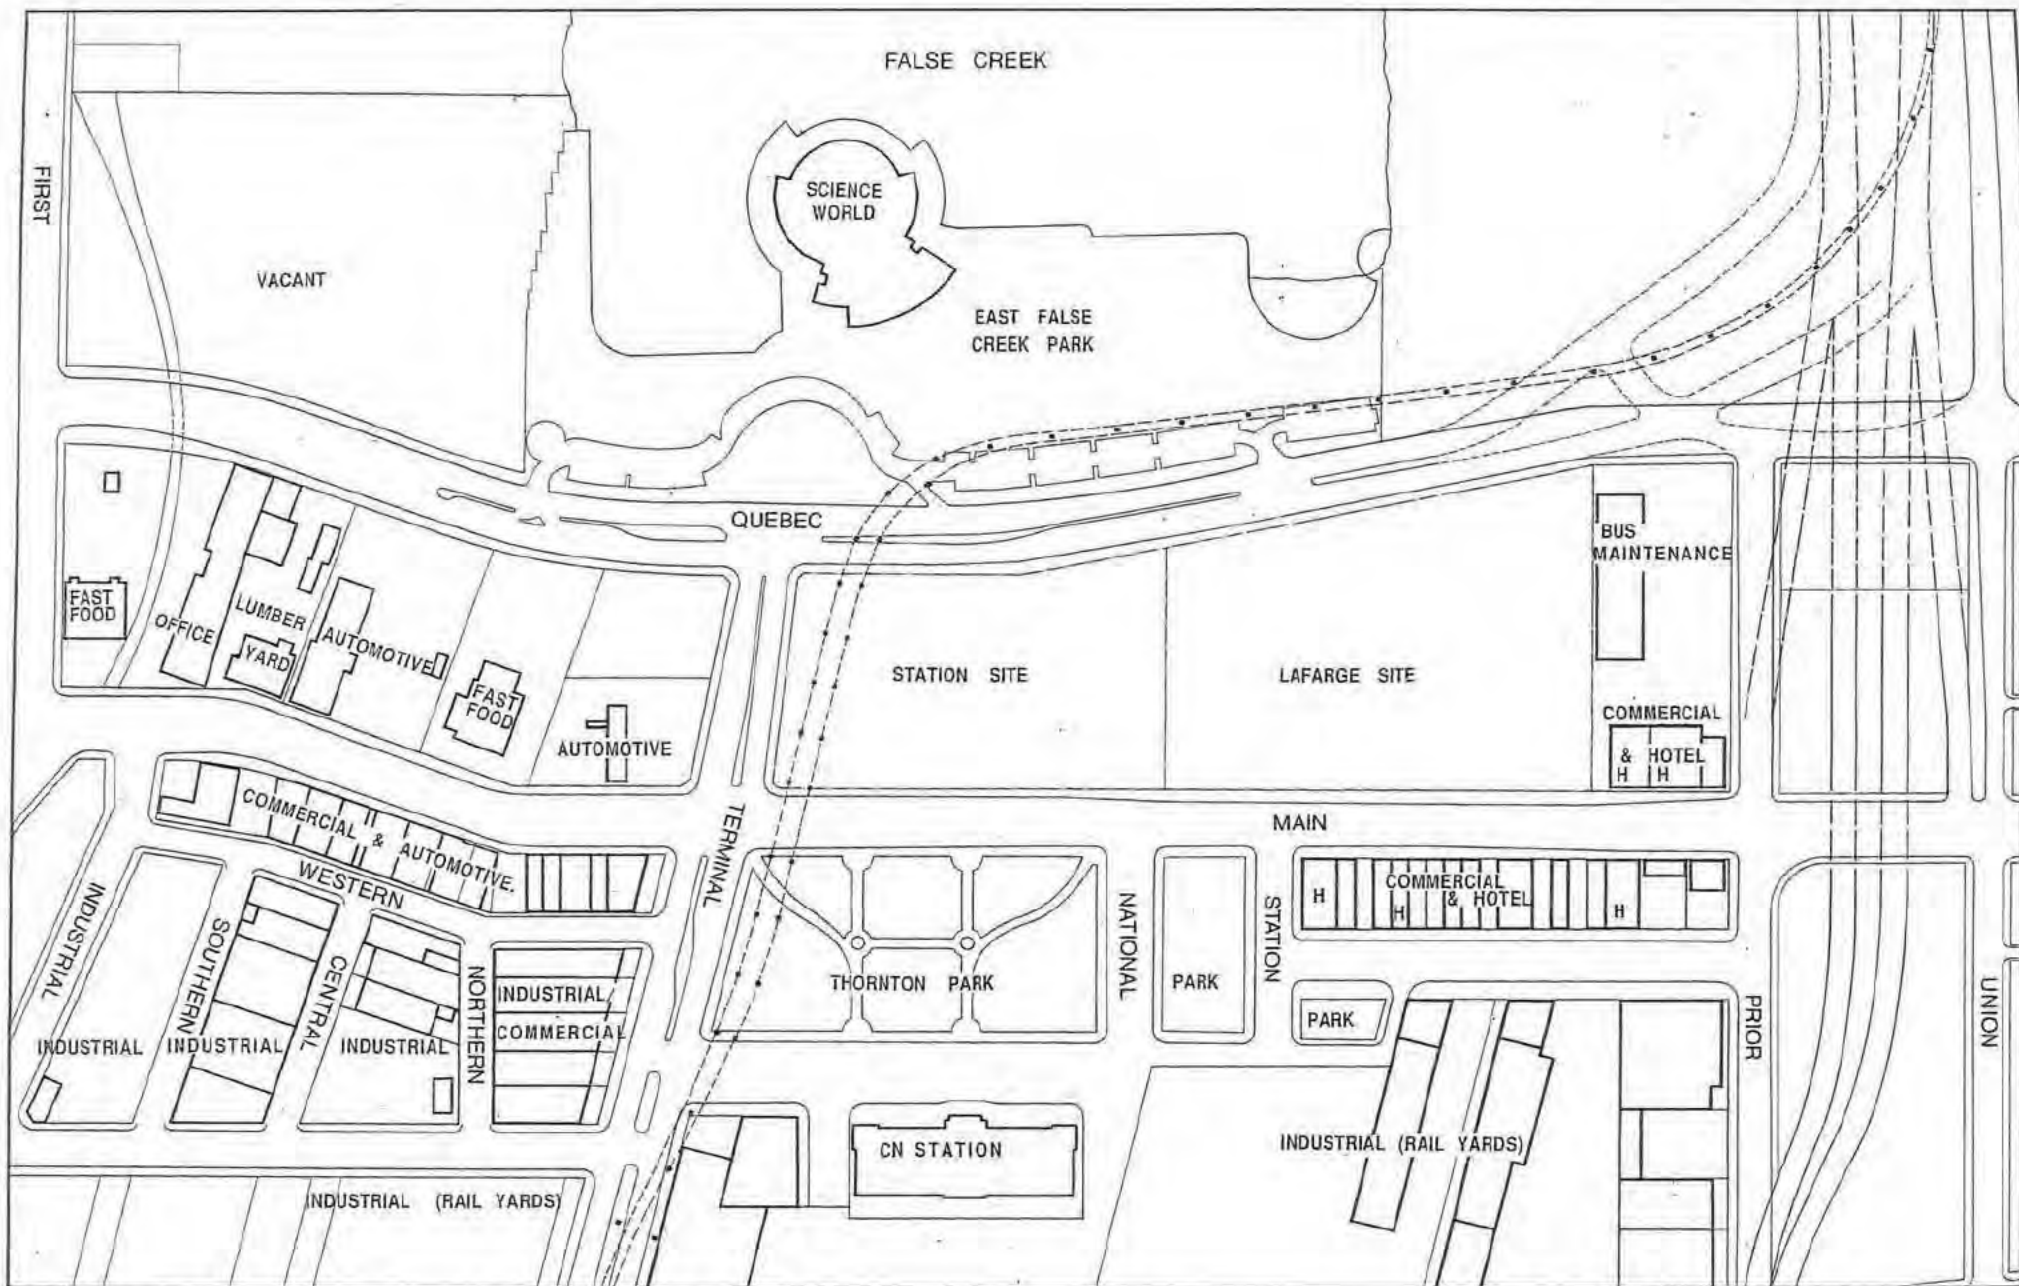 FALSE CREEK
FIRST
SCIENCE
WORLD
VACANT
EAST FALSE
CREEK PARK
QUEBEC
BUS
MAINTENANCE
FAST
FOOD
OFFICE
LUMBER
YARD
AUTOMOTIVE
FAST
FOOD
AUTOMOTIVE
STATION SITE
LAFARGE SITE
COMMERCIAL
& HOTEL
H H
TERMINAL
MAIN
COMMERCIAL & AUTOMOTIVE
WESTERN
INDUSTRIAL
SOUTHERN
CENTRAL
NORTHERN
INDUSTRIAL
COMMERCIAL
INDUSTRIAL
INDUSTRIAL
INDUSTRIAL
THORNTON PARK
NATIONAL
PARK
STATION
H
COMMERCIAL
& HOTEL
H
H
PARK
PRIOR
UNION
CN STATION
INDUSTRIAL (RAIL YARDS)
INDUSTRIAL (RAIL YARDS)